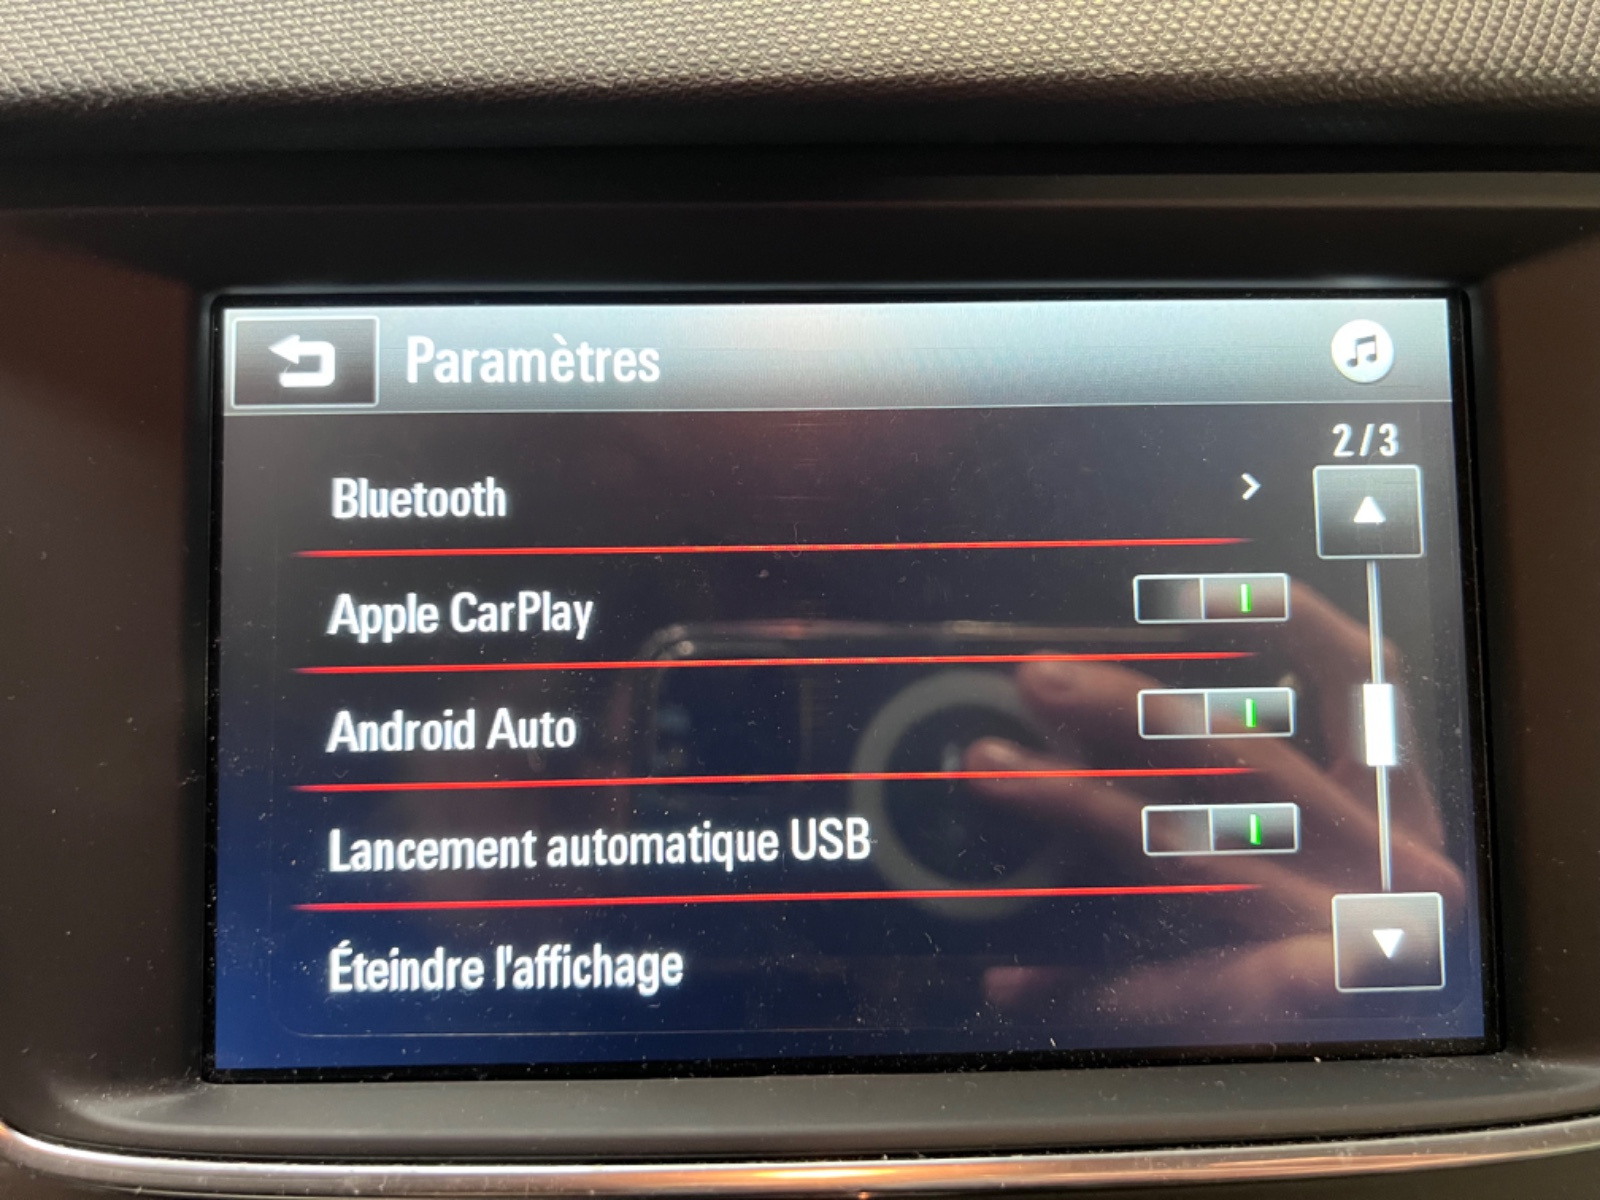 Paramètres
2/3
Bluetooth
Apple CarPlay
Android Auto
Lancement automatique USB
Éteindre l'affichage